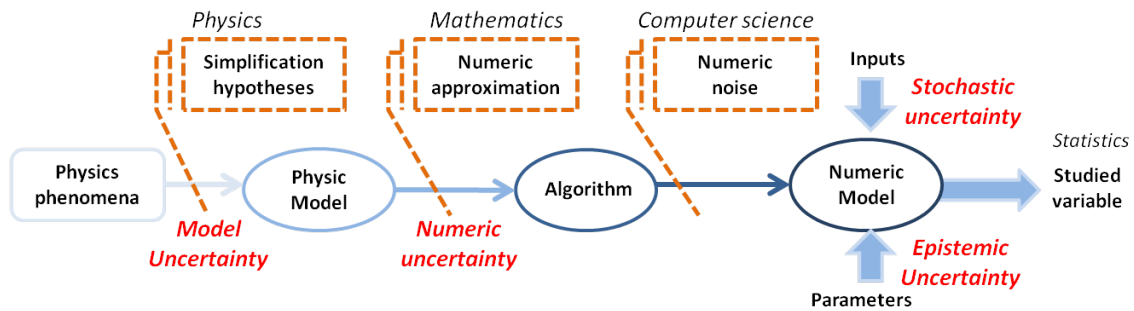 Physics
Mathematics
Computer science
Simplification
hypotheses
Numeric
approximation
Numeric
noise
Inputs
Stochastic
uncertainty
Statistics
Physics
phenomena
Physic
Model
Algorithm
Numeric
Model
Studied
variable
Model
Uncertainty
Numeric
uncertainty
Epistemic
Uncertainty
Parameters